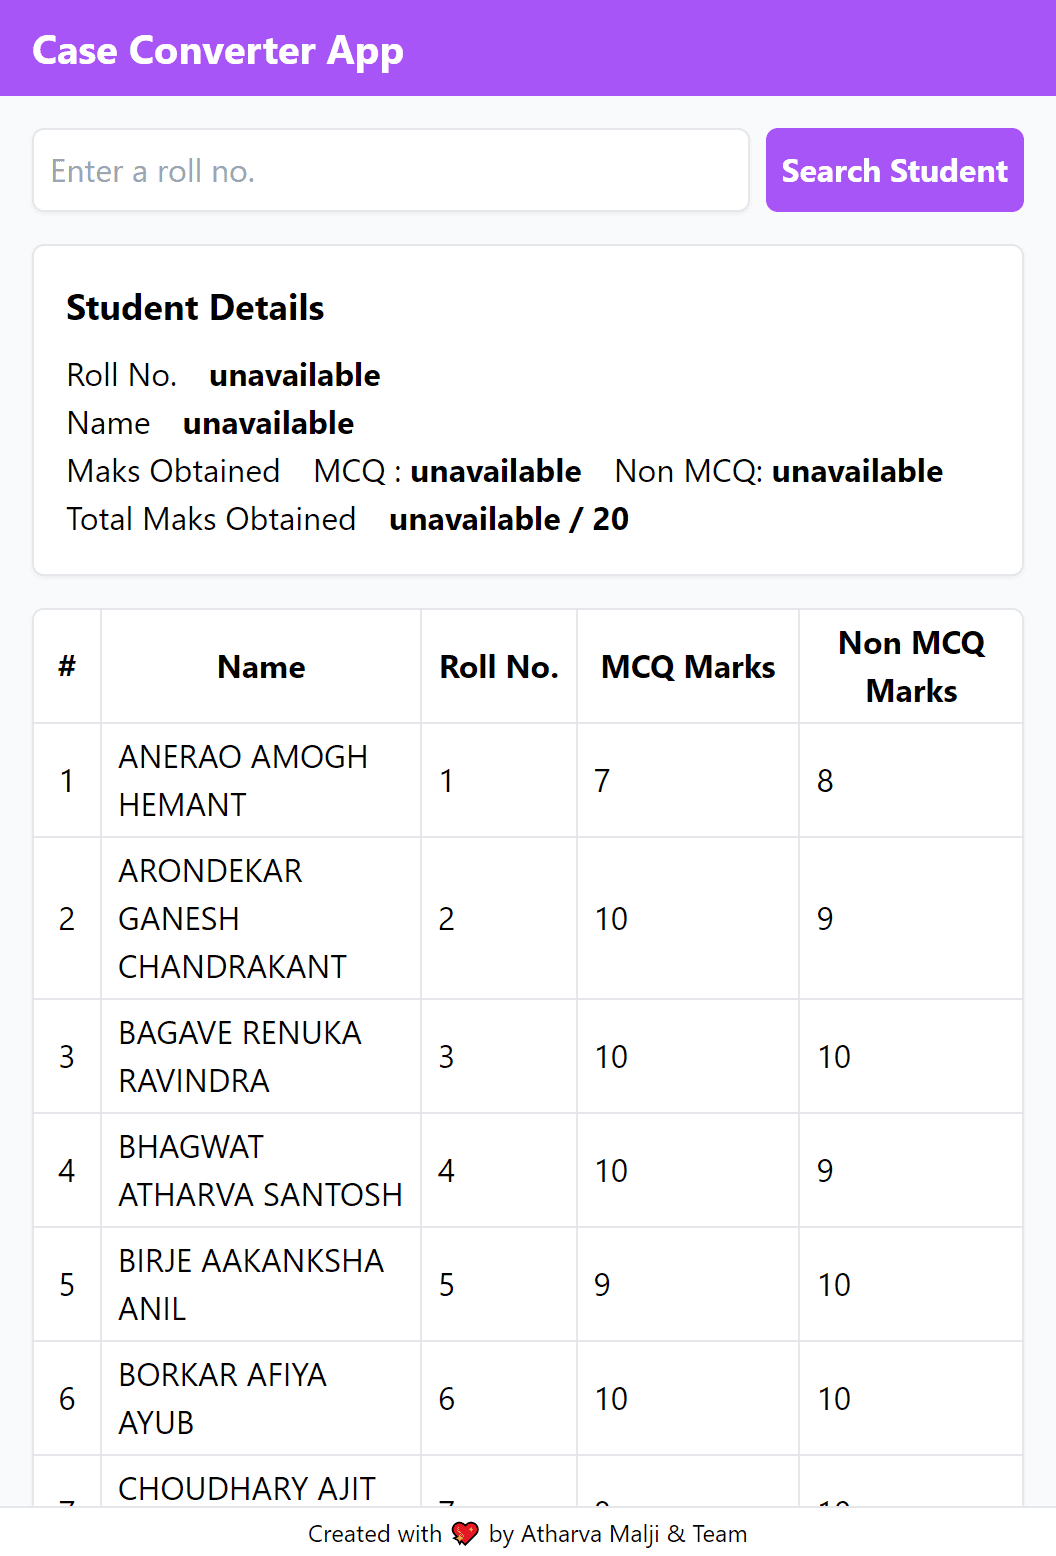 Case Converter App
Enter a roll no.
Search Student
Student Details
Roll No. unavailable
Name unavailable
Maks Obtained MCQ : unavailable Non MCQ: unavailable
Total Maks Obtained unavailable / 20
# Name Roll No. MCQ Marks Non MCQ
Marks
1 ANERAO AMOGH
HEMANT 1 7 8
2 ARONDEKAR
GANESH
CHANDRAKANT 2 10 9
3 BAGAVE RENUKA
RAVINDRA 3 10 10
4 BHAGWAT
ATHARVA SANTOSH 4 10 9
5 BIRJE AAKANKSHA
ANIL 5 9 10
6 BORKAR AFIYA
AYUB 6 10 10
CHOUDHARY AJIT
Created with 💘 by Atharva Malji & Team